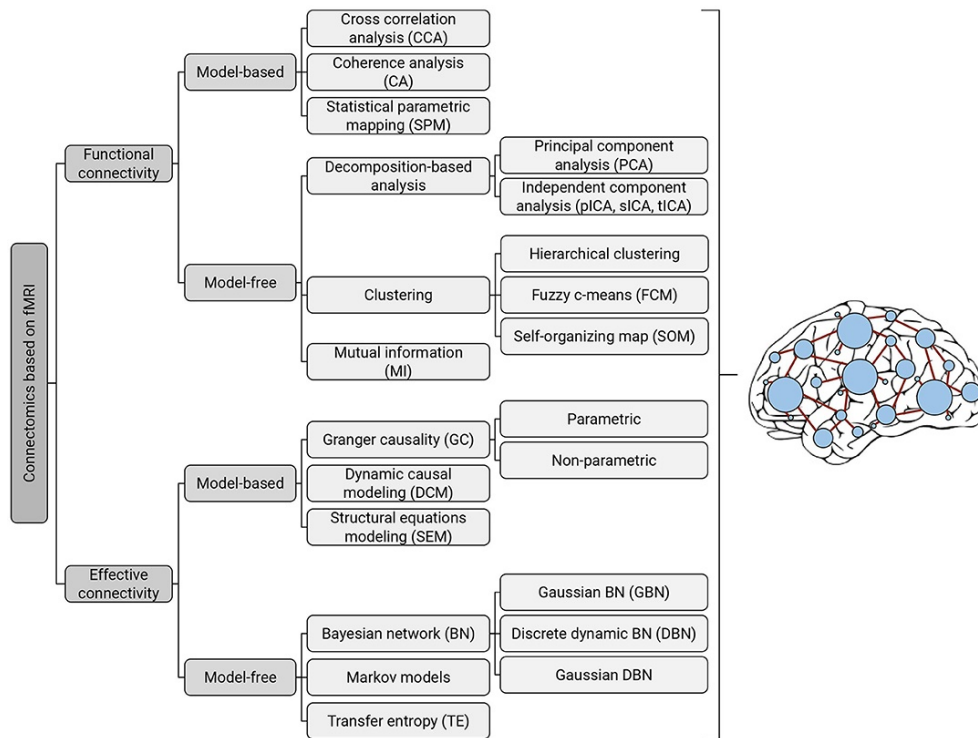 Connectomics based on fMRI
Functional
connectivity
Model-based
Cross correlation
analysis (CCA)
Coherence analysis
(CA)
Statistical parametric
mapping (SPM)
Model-free
Decomposition-based
analysis
Principal component
analysis (PCA)
Independent component
analysis (pICA, sICA, tICA)
Clustering
Hierarchical clustering
Fuzzy c-means (FCM)
Self-organizing map (SOM)
Mutual information
(MI)
Effective
connectivity
Model-based
Granger causality (GC)
Parametric
Non-parametric
Dynamic causal
modeling (DCM)
Structural equations
modeling (SEM)
Model-free
Bayesian network (BN)
Gaussian BN (GBN)
Discrete dynamic BN (DBN)
Gaussian DBN
Markov models
Transfer entropy (TE)